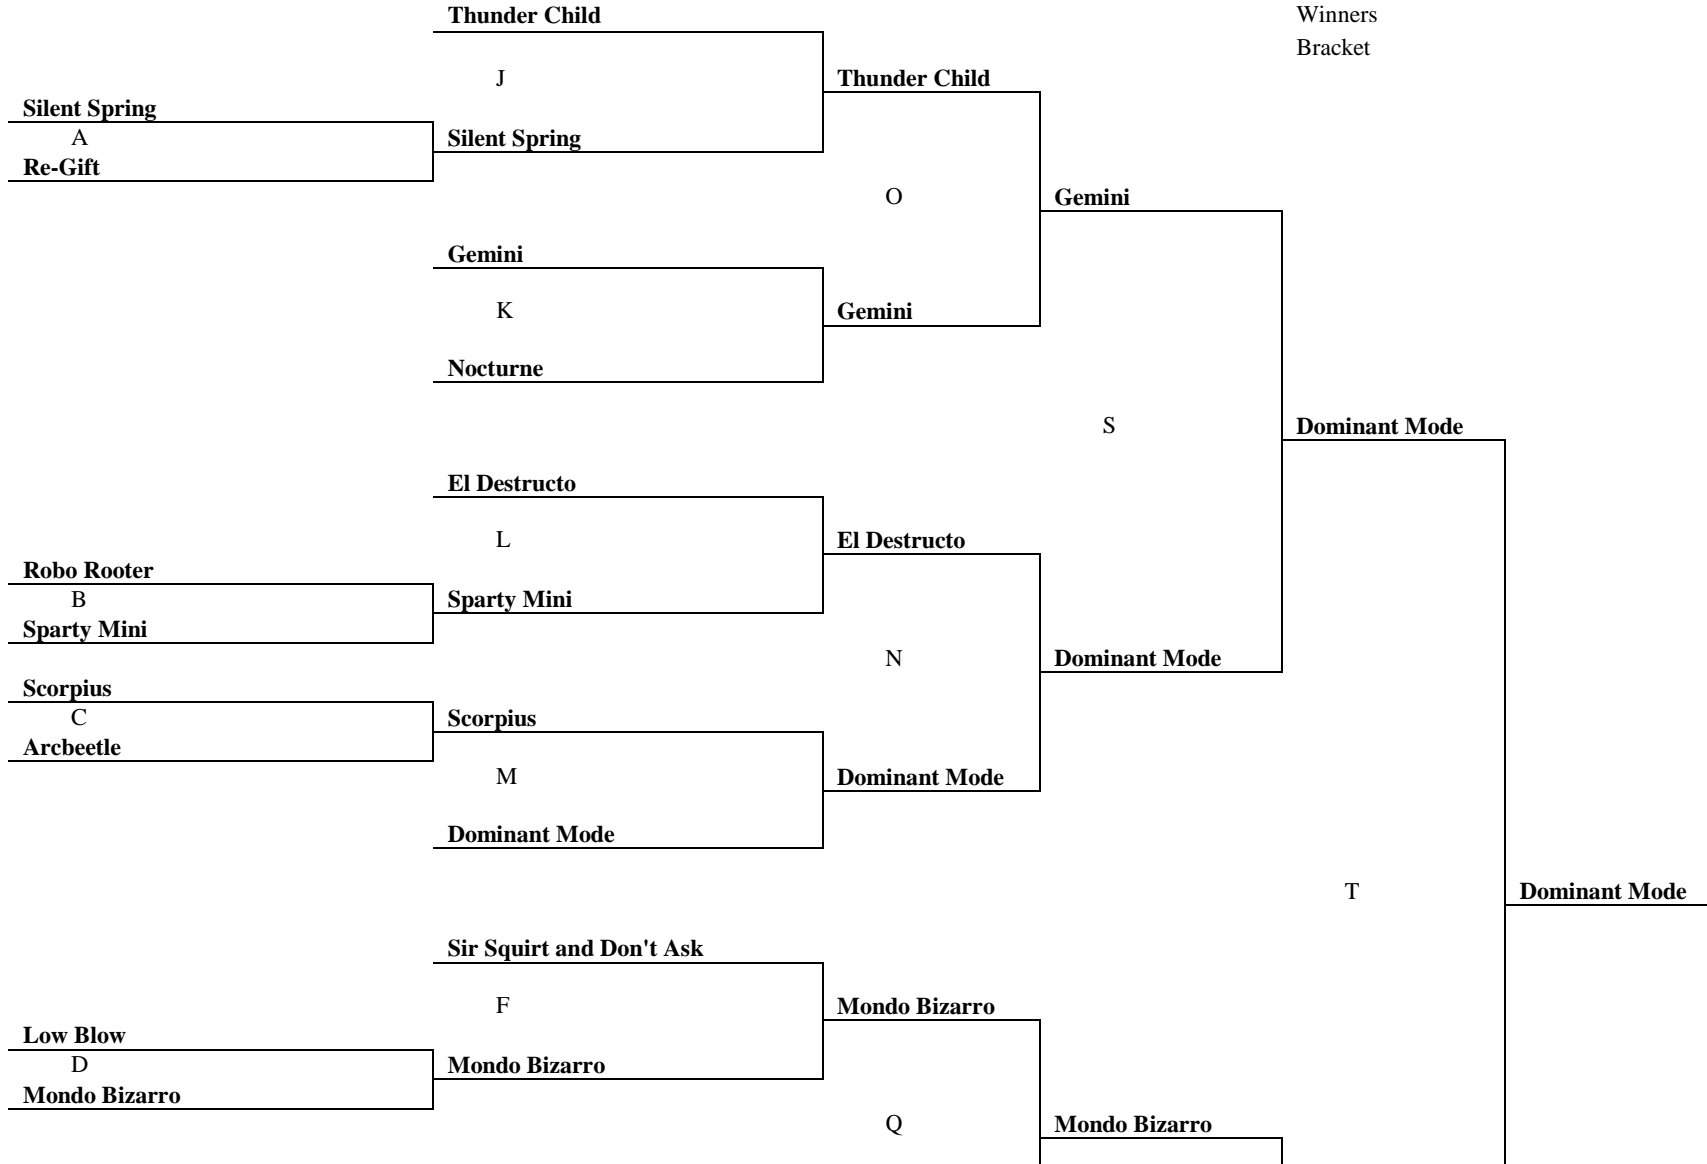 Thunder Child
Winners
Bracket
J
Thunder Child
Silent Spring
A
Silent Spring
Re-Gift
O
Gemini
Gemini
K
Gemini
Nocturne
S
Dominant Mode
El Destructo
L
El Destructo
Robo Rooter
B
Sparty Mini
Sparty Mini
N
Dominant Mode
Scorpius
C
Scorpius
Arcbeetle
M
Dominant Mode
Dominant Mode
T
Dominant Mode
Sir Squirt and Don't Ask
F
Mondo Bizarro
Low Blow
D
Mondo Bizarro
Mondo Bizarro
Q
Mondo Bizarro